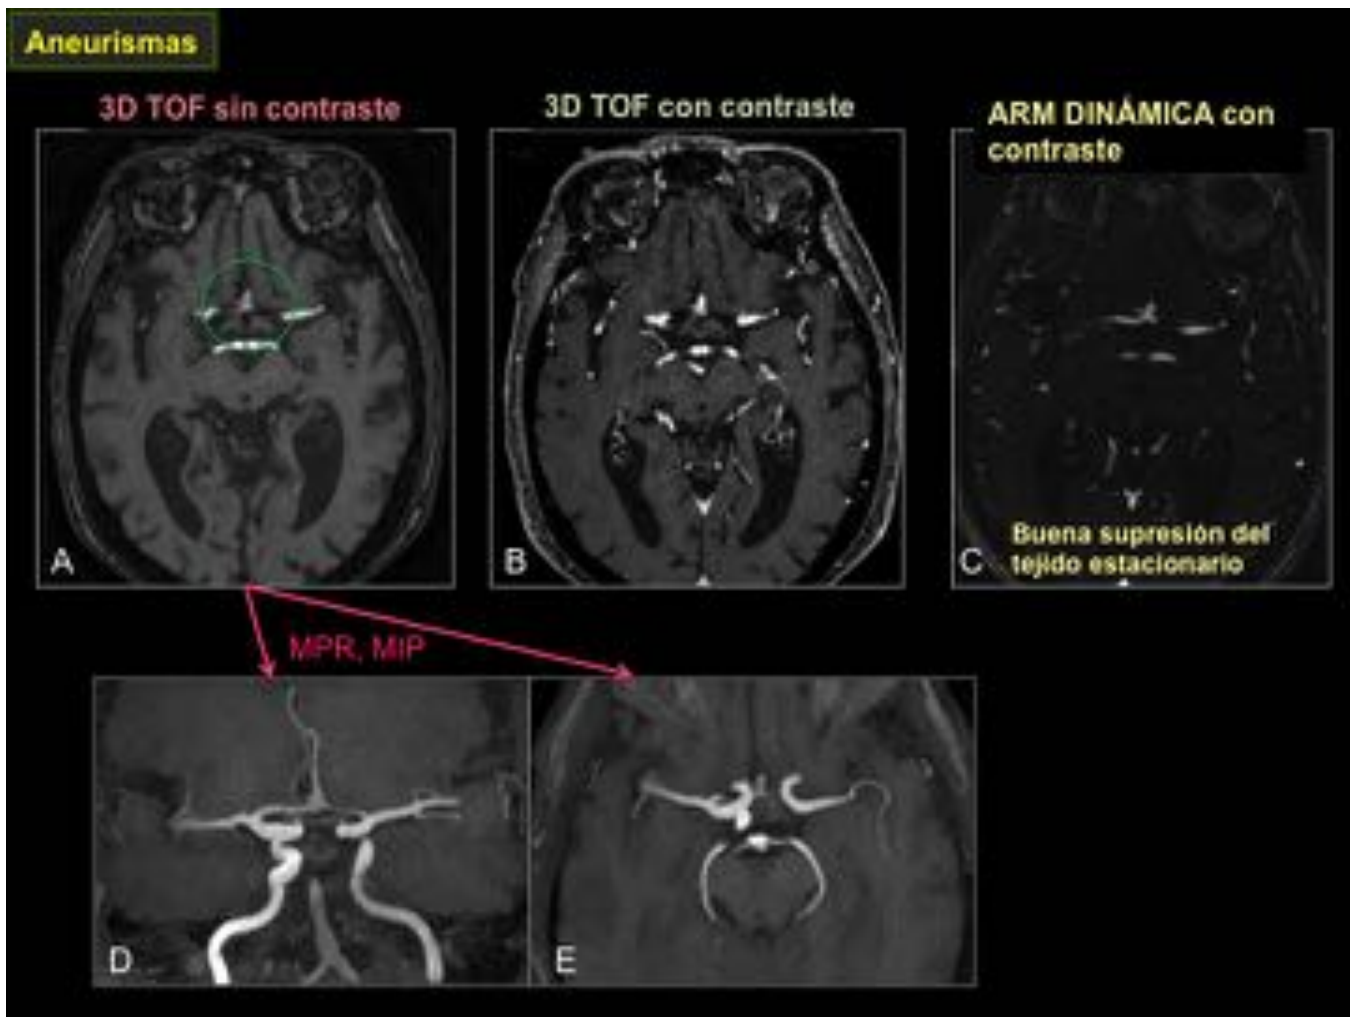 Aneurismas
3D TOF sin contraste
3D TOF con contraste
ARM DINÁMICA con
contraste
A
B
C
Buena supresión del
tejido estacionario
MPR, MIP
D
E